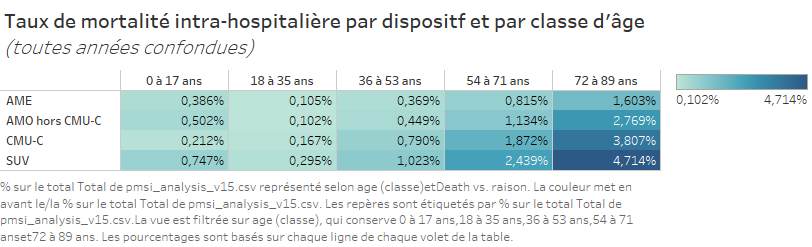 Taux de mortalité intra-hospitalière par dispositf et par classe d'âge
(toutes années confondues)
0 à 17 ans 18 à 35 ans 36 à 53 ans 54 à 71 ans 72 à 89 ans
AME 0,386% 0,105% 0,369% 0,815% 1,603%
AMO hors CMU-C 0,502% 0,102% 0,449% 1,134% 2,769%
CMU-C 0,212% 0,167% 0,790% 1,872% 3,807%
SUV 0,747% 0,295% 1,023% 2,439% 4,714%
0,102% 4,714%
% sur le total Total de pmsi_analysis_v15.csv représenté selon age (classe)etDeath vs. raison. La couleur met en
avant le/la % sur le total Total de pmsi_analysis_v15.csv. Les repères sont étiquetés par % sur le total Total de
pmsi_analysis_v15.csv.La vue est filtrée sur age (classe), qui conserve 0 à 17 ans,18 à 35 ans,36 à 53 ans,54 à 71
anset72 à 89 ans. Les pourcentages sont basés sur chaque ligne de chaque volet de la table.